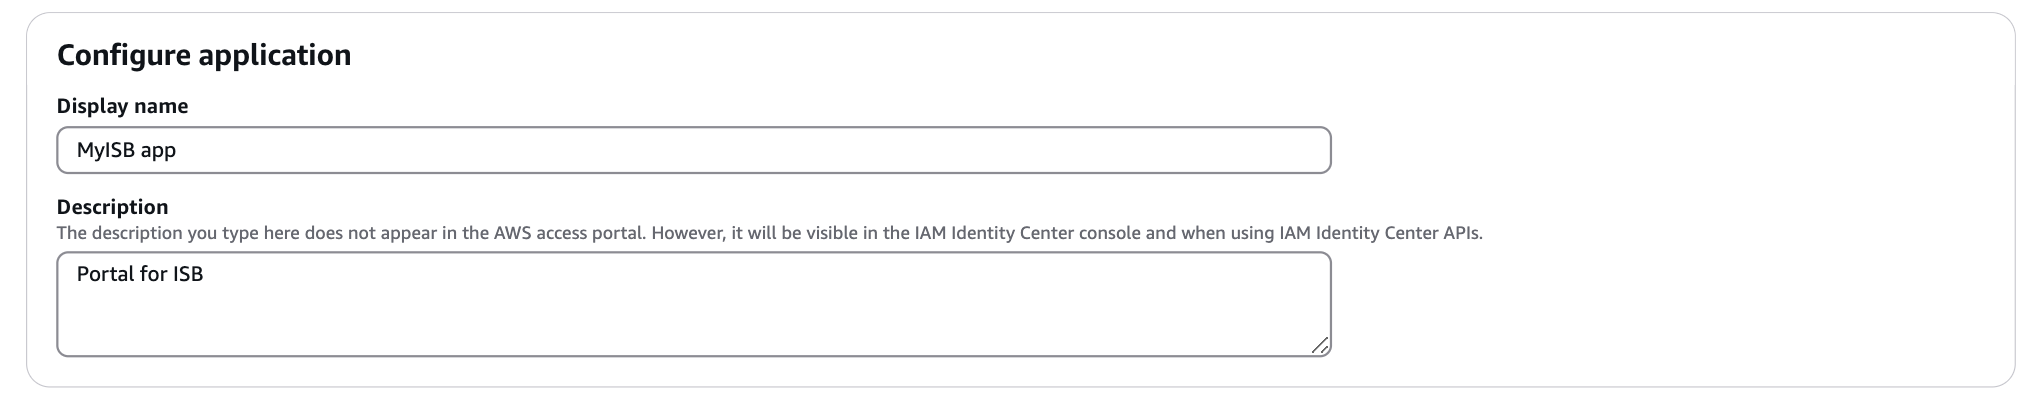 Configure application
Display name
MyISB app
Description
The description you type here does not appear in the AWS access portal. However, it will be visible in the IAM Identity Center console and when using IAM Identity Center APIs.
Portal for ISB